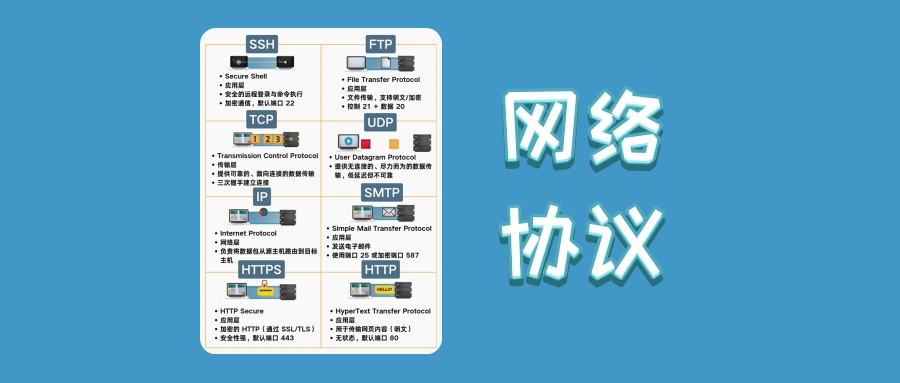 SSH
• Secure Shell
• 应用层
• 安全的远程登录与命令执行
• 加密通信，默认端口 22
FTP
• File Transfer Protocol
• 应用层
• 文件传输，支持明文/加密
• 控制 21 + 数据 20
TCP
1 2 3
• Transmission Control Protocol
• 传输层
• 提供可靠的、面向连接的数据传输
• 三次握手建立连接
UDP
• User Datagram Protocol
• 提供无连接的、尽力而为的数据传
输，低延迟但不可靠
IP
• Internet Protocol
• 网络层
• 负责将数据包从源主机路由到目标
主机
SMTP
• Simple Mail Transfer Protocol
• 应用层
• 发送电子邮件
• 使用端口 25 或加密端口 587
HTTPS
• HTTP Secure
• 应用层
• 加密的 HTTP（通过 SSL/TLS）
• 安全性强，默认端口 443
HTTP
HELLO!
• HyperText Transfer Protocol
• 应用层
• 用于传输网页内容（明文）
• 无状态，默认端口 80
网络
协议